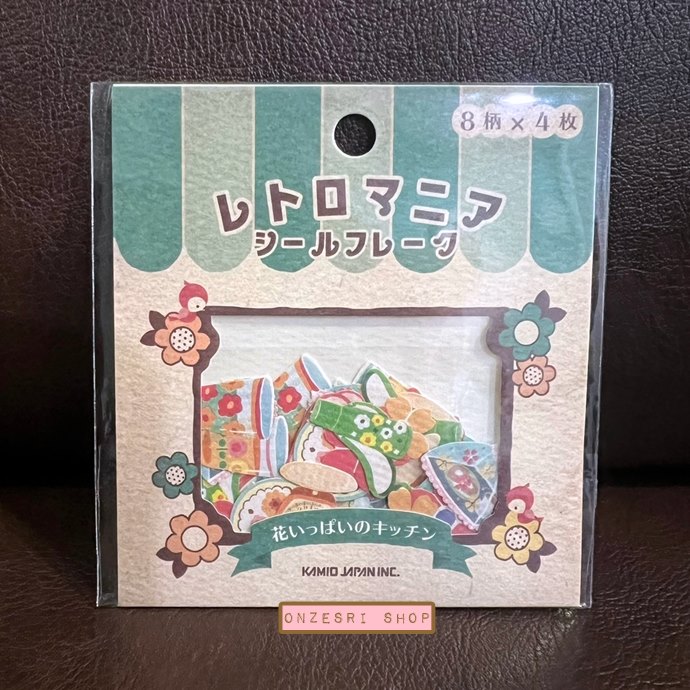 8柄×4枚
レトロマニア
シールフレーク
花いっぱいのキッチン
KAMIO JAPAN INC.
ONZESRI SHOP